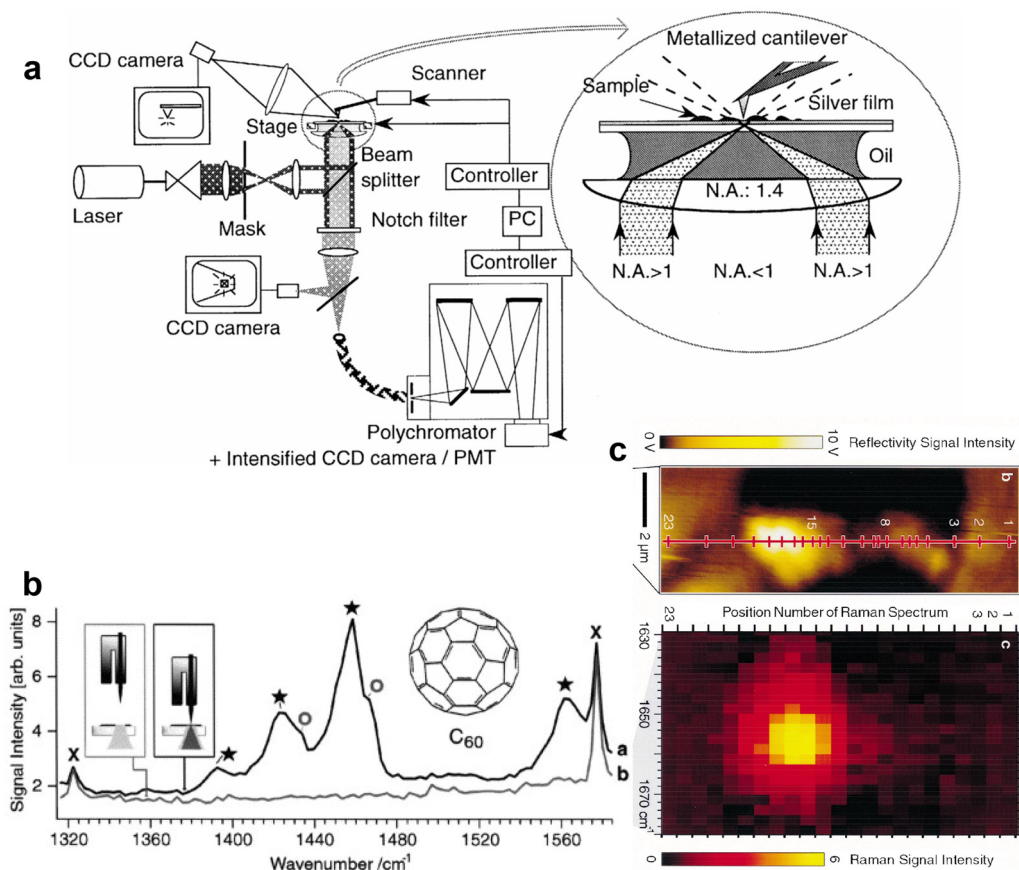 a
CCD camera
Scanner
Stage
Beam
splitter
Laser
Mask
Notch filter
CCD camera
Controller
PC
Controller
Polychromator
+ Intensified CCD camera / PMT
Metallized cantilever
Sample
Silver film
Oil
N.A.: 1.4
N.A.>1
N.A.<1
N.A.>1
b
Signal Intensity [arb. units]
8
6
4
2
X
★
★
O
★
O
★
X
C60
a
b
1320
1360
1400
1440
1480
1520
1560
Wavenumber /cm-1
c
0 V
10 V
Reflectivity Signal Intensity
b
2 µm
23
15
8
3
2
1
23
Position Number of Raman Spectrum
3
2
1
c
1630
1650
1670 cm-1
0
6
Raman Signal Intensity